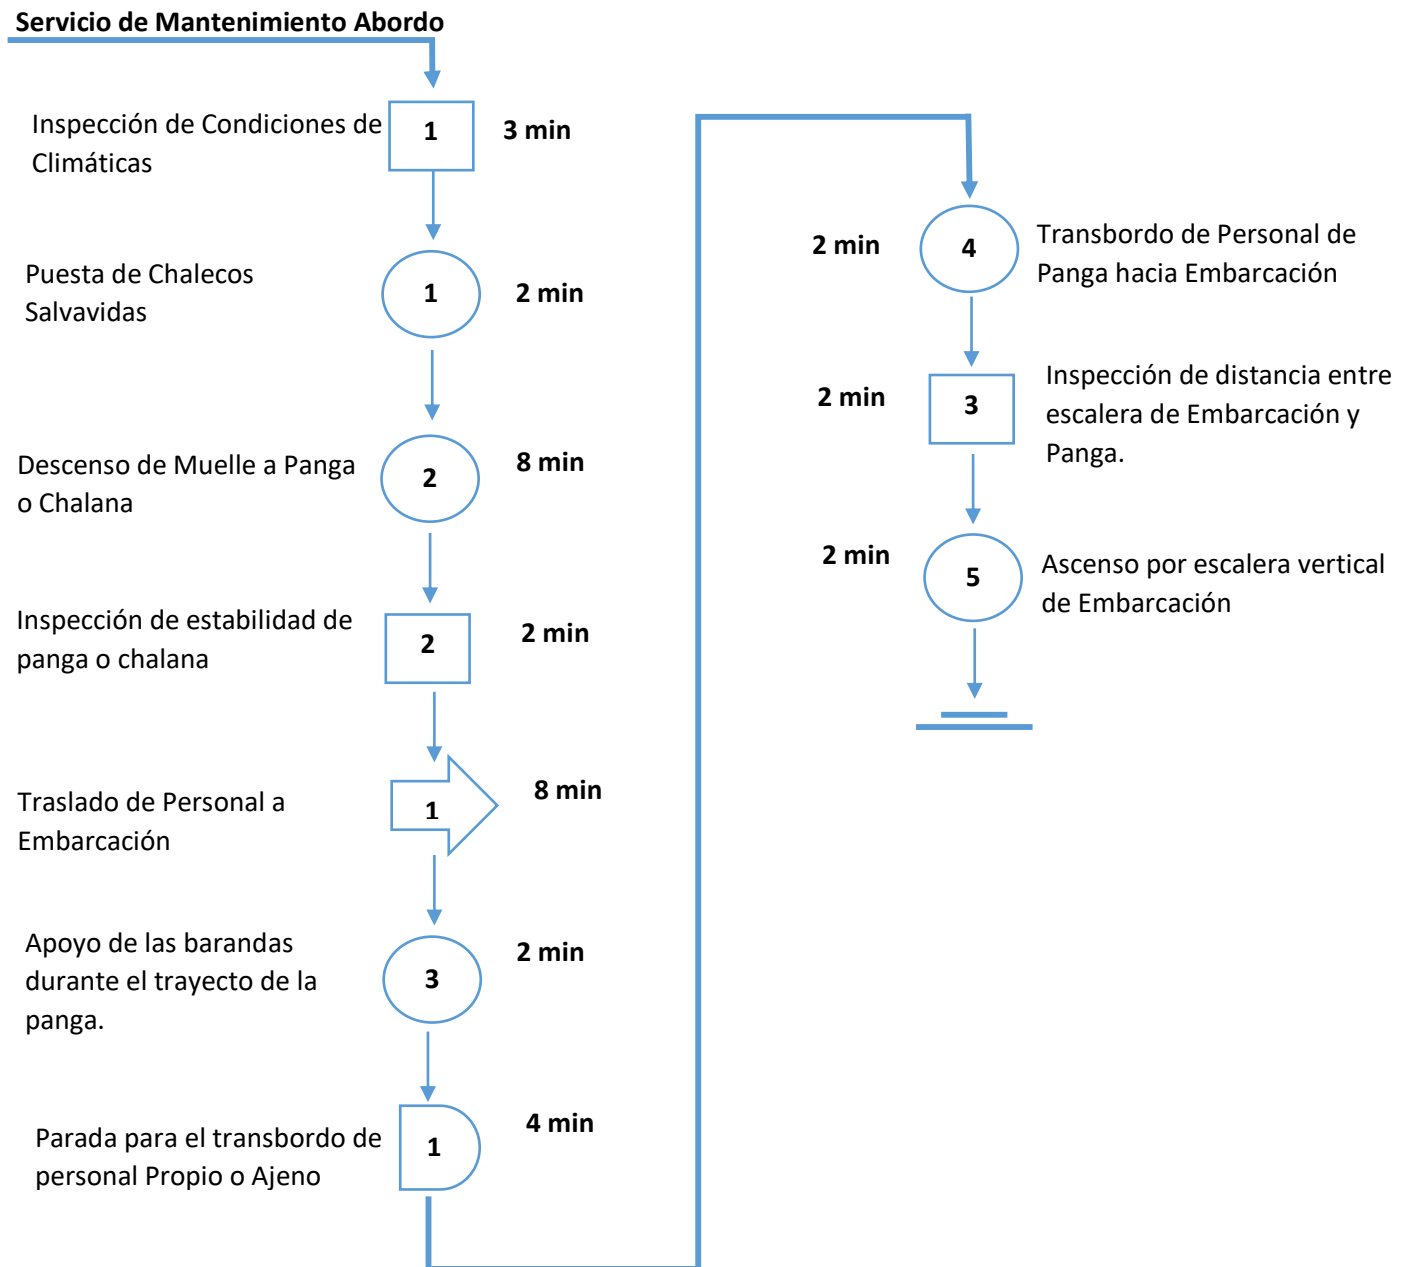 Servicio de Mantenimiento Abordo
Inspección de Condiciones de
Climáticas
1
3 min
Puesta de Chalecos
Salvavidas
1
2 min
Descenso de Muelle a Panga
o Chalana
2
8 min
Inspección de estabilidad de
panga o chalana
2
2 min
Traslado de Personal a
Embarcación
1
8 min
Apoyo de las barandas
durante el trayecto de la
panga.
3
2 min
Parada para el transbordo de
personal Propio o Ajeno
1
4 min
2 min
4
Transbordo de Personal de
Panga hacia Embarcación
2 min
3
Inspección de distancia entre
escalera de Embarcación y
Panga.
2 min
5
Ascenso por escalera vertical
de Embarcación